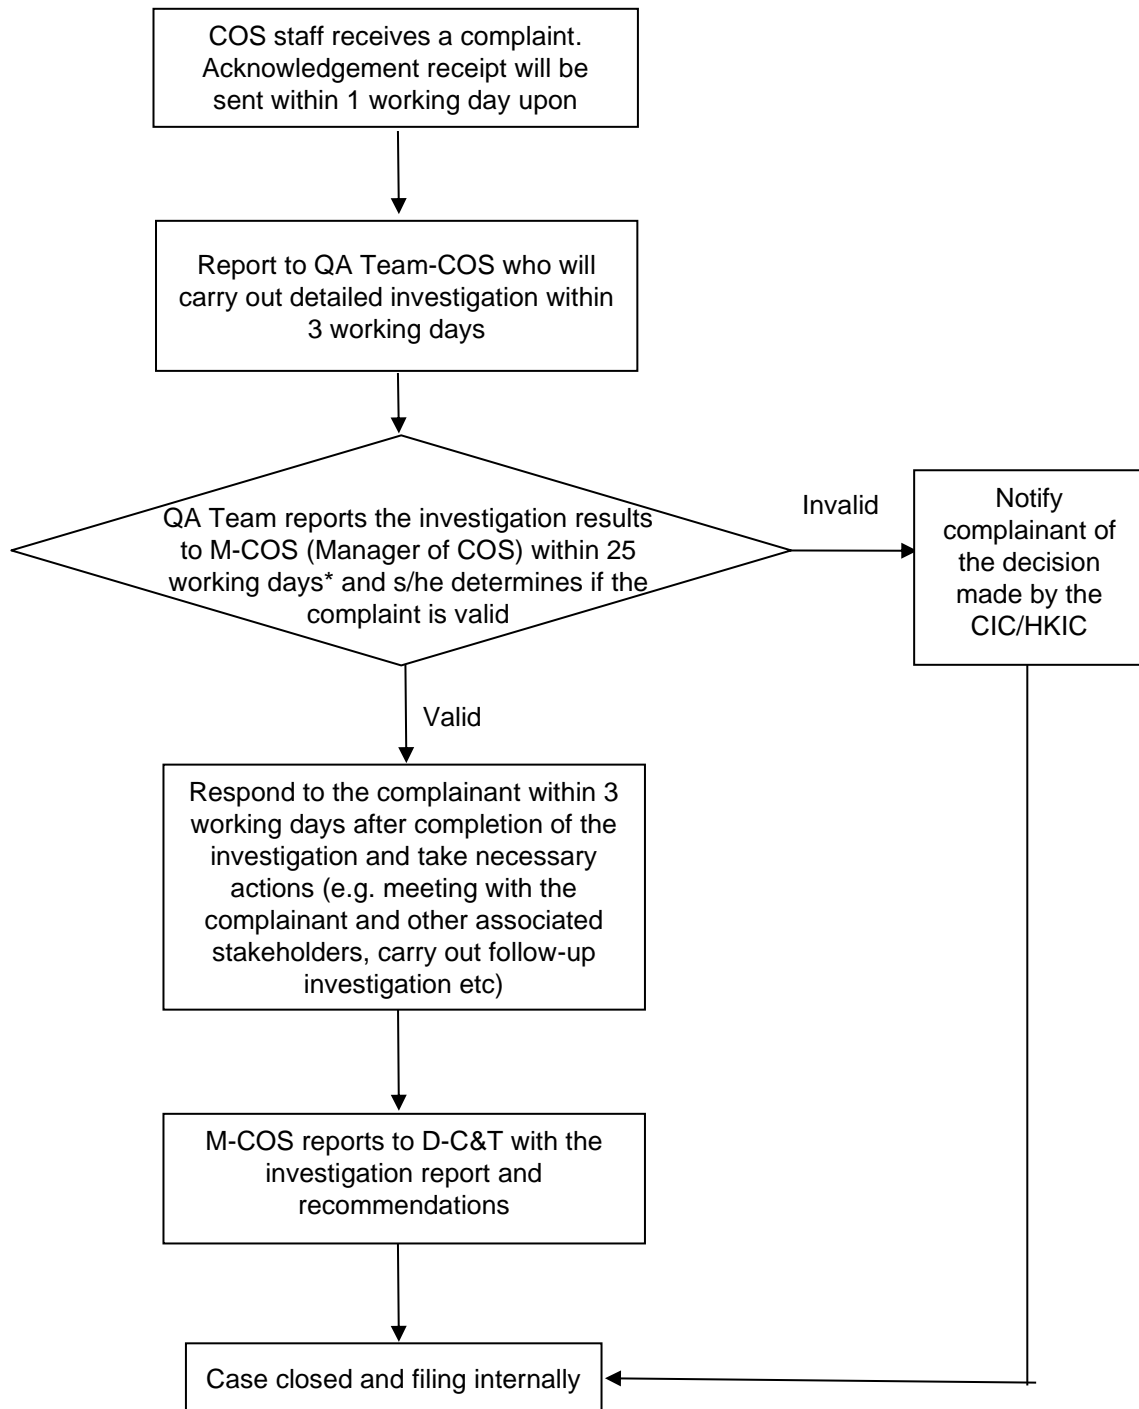 COS staff receives a complaint.
Acknowledgement receipt will be
sent within 1 working day upon
Report to QA Team-COS who will
carry out detailed investigation within
3 working days
QA Team reports the investigation results
to M-COS (Manager of COS) within 25
working days* and s/he determines if the
complaint is valid
Invalid
Notify
complainant of
the decision
made by the
CIC/HKIC
Valid
Respond to the complainant within 3
working days after completion of the
investigation and take necessary
actions (e.g. meeting with the
complainant and other associated
stakeholders, carry out follow-up
investigation etc)
M-COS reports to D-C&T with the
investigation report and
recommendations
Case closed and filing internally